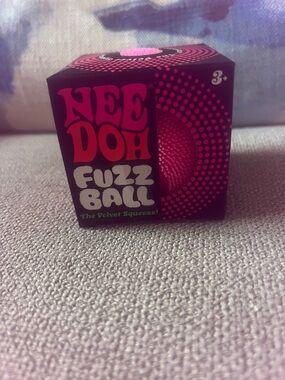 3+
NEE
DOH
FUZZ
BALL
The Velvet Squeeze!